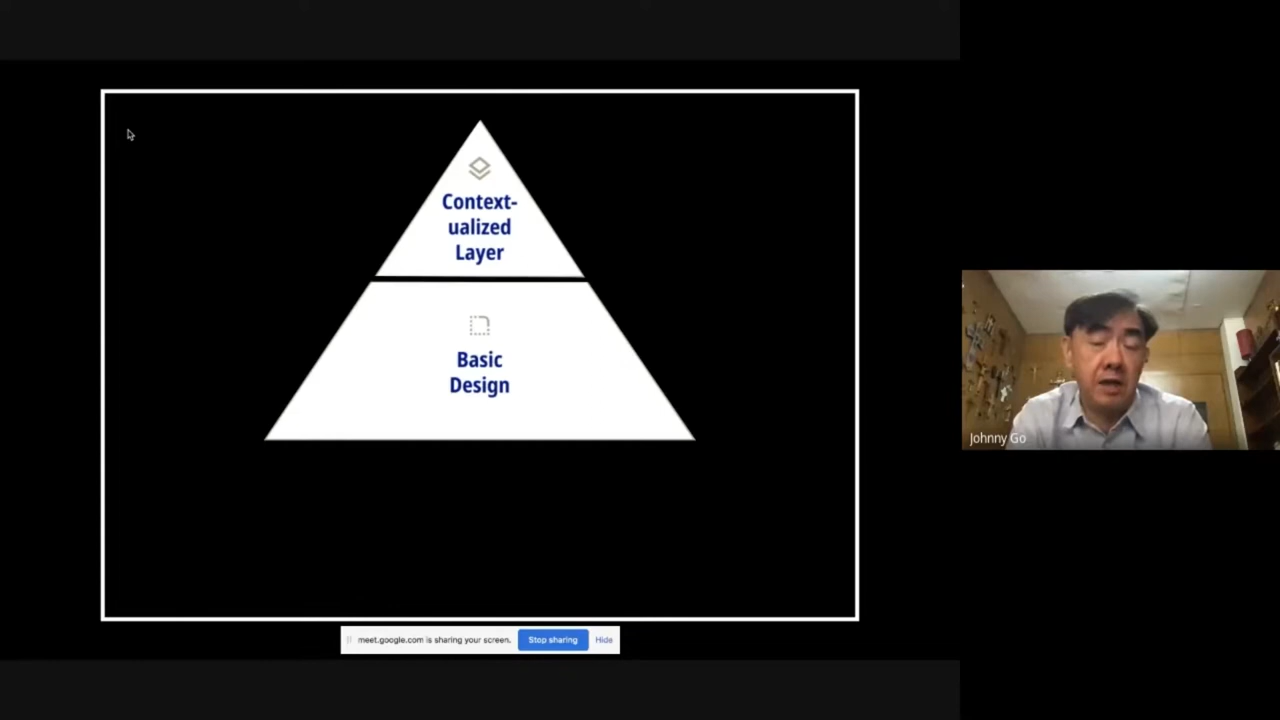 Context-
ualized
Layer
Basic
Design
Johnny Go
meet.google.com is sharing your screen.
Stop sharing
Hide